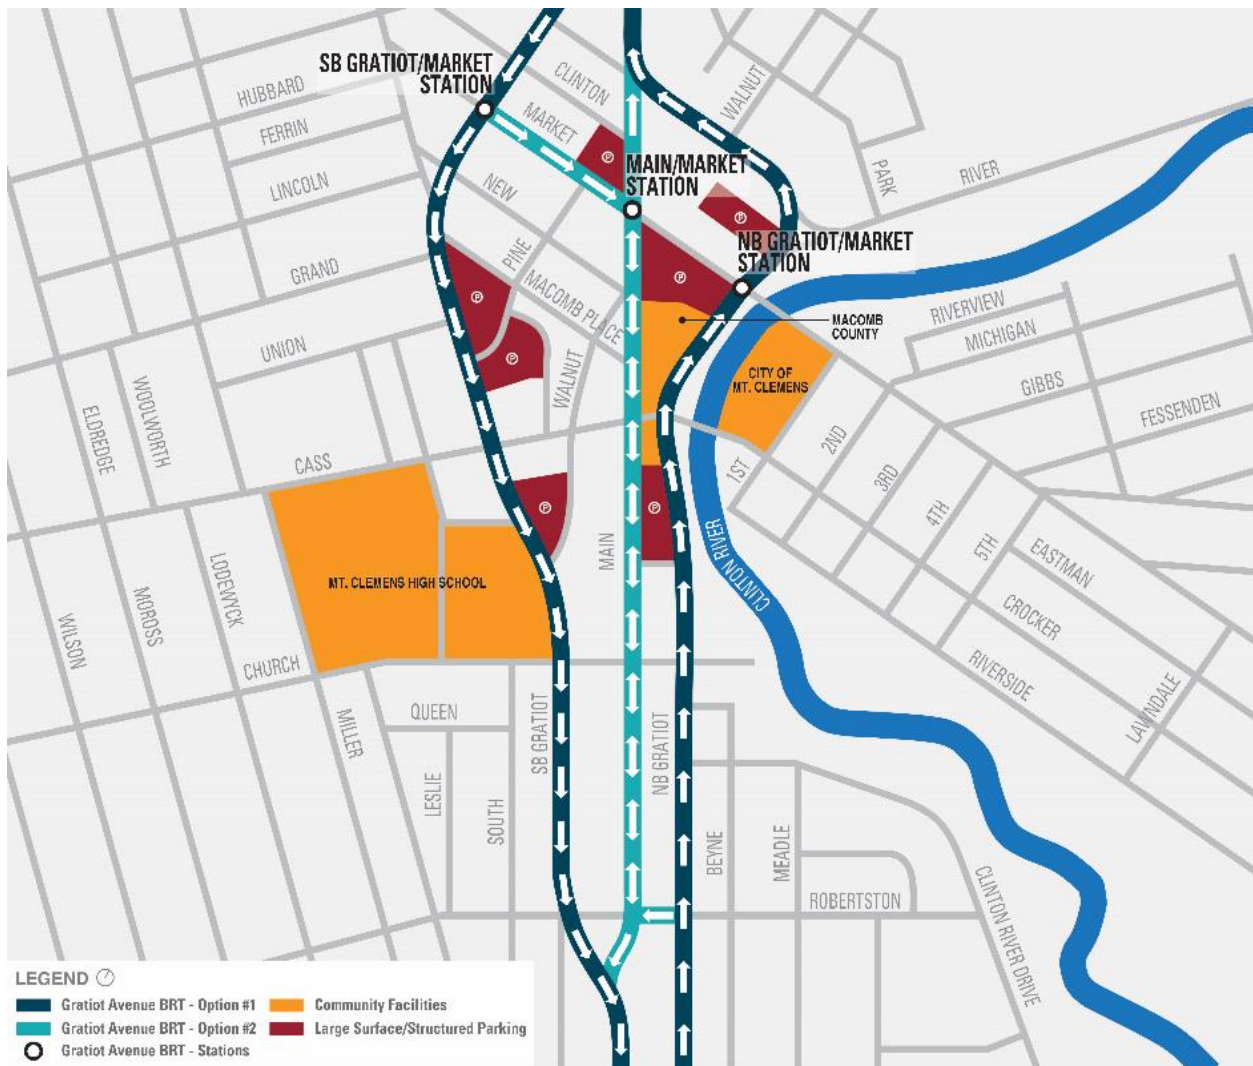 SB GRATIOT/MARKET
STATION
CLINTON
WALNUT
HUBBARD
MARKET
FERRIN
MAIN/MARKET
STATION
PARK
RIVER
LINCOLN
NEW
NB GRATIOT/MARKET
STATION
PINE
GRAND
MACOMB PLACE
RIVERVIEW
MACOMB
COUNTY
MICHIGAN
UNION
WALNUT
CITY OF
MT. CLEMENS
GIBBS
WOOLWORTH
FESSENDEN
ELDREDGE
2ND
CASS
1ST
3RD
4TH
MAIN
5TH
EASTMAN
CLINTON RIVER
MT. CLEMENS HIGH SCHOOL
LODEWYCK
MOROSS
WILSON
CROCKER
CHURCH
RIVERSIDE
LAWNDALE
QUEEN
MILLER
SB GRATIOT
NB GRATIOT
LESLIE
SOUTH
BEYNE
MEADLE
ROBERTSTON
CLINTON RIVER DRIVE
LEGEND
Gratiot Avenue BRT - Option #1
Community Facilities
Gratiot Avenue BRT - Option #2
Large Surface/Structured Parking
Gratiot Avenue BRT - Stations
P
P
P
P
P
P
P